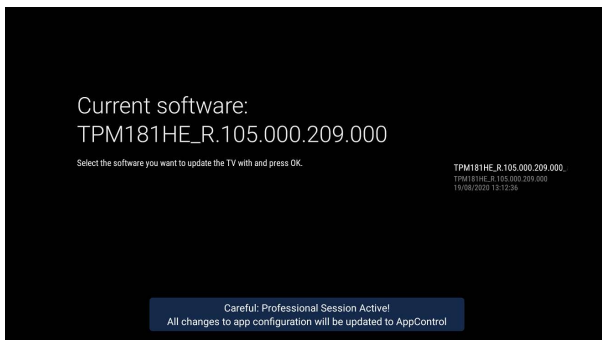 Current software:
TPM181HE_R.105.000.209.000
Select the software you want to update the TV with and press OK.
TPM181HE_R.105.000.209.000_
TPM181HE_R.105.000.209.000
19/08/2020 13:12:36
Careful: Professional Session Active!
All changes to app configuration will be updated to AppControl